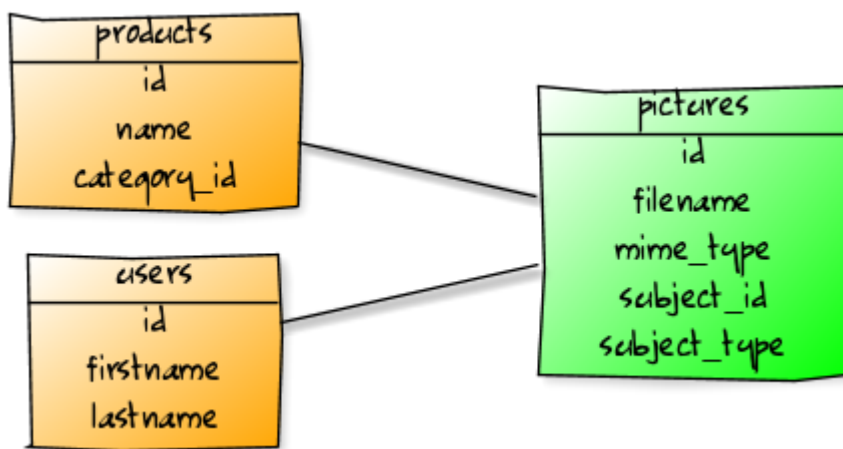 products
id
name
category_id
users
id
firstname
lastname
pictures
id
filename
mime_type
subject_id
subject_type